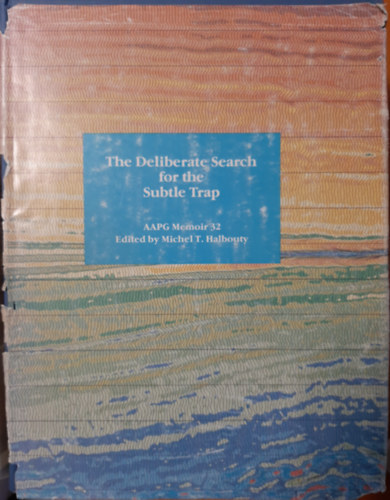 The Deliberate Search
for the
Subtle Trap
AAPG Memoir 32
Edited by Michel T. Halbouty